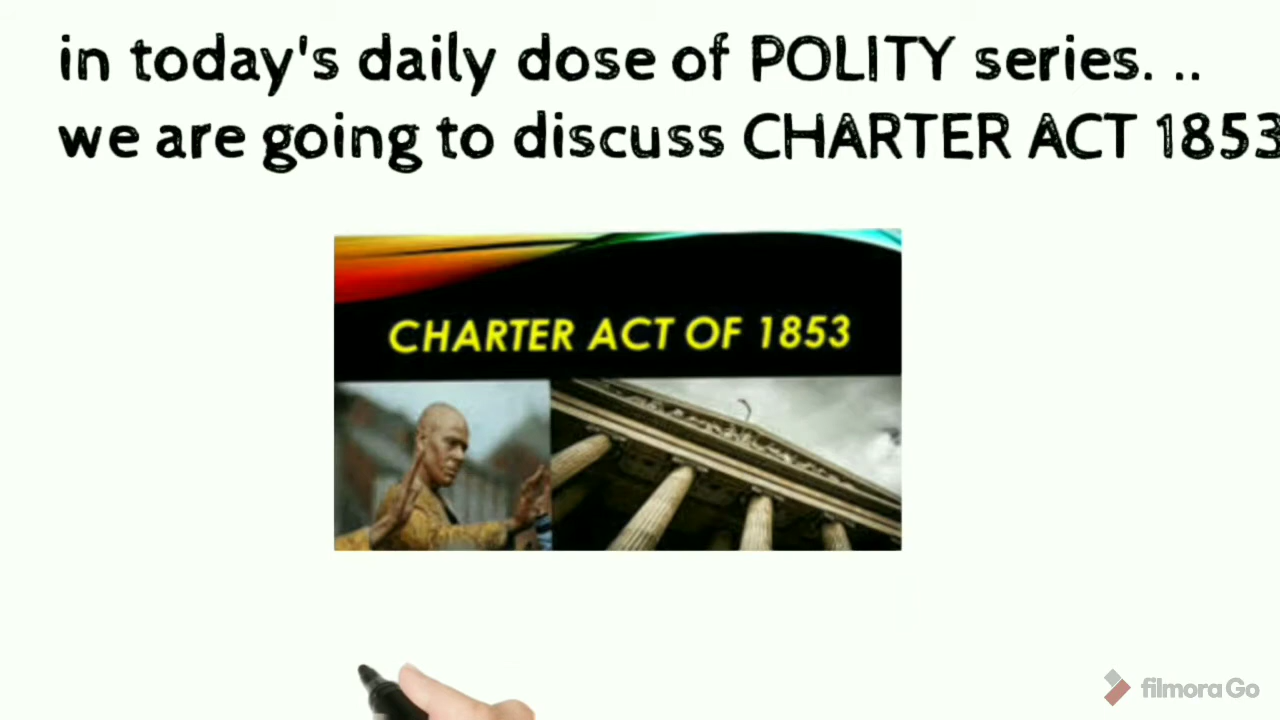 in today's daily dose of POLITY series. ..
we are going to discuss CHARTER ACT 1853
CHARTER ACT OF 1853
filmora Go